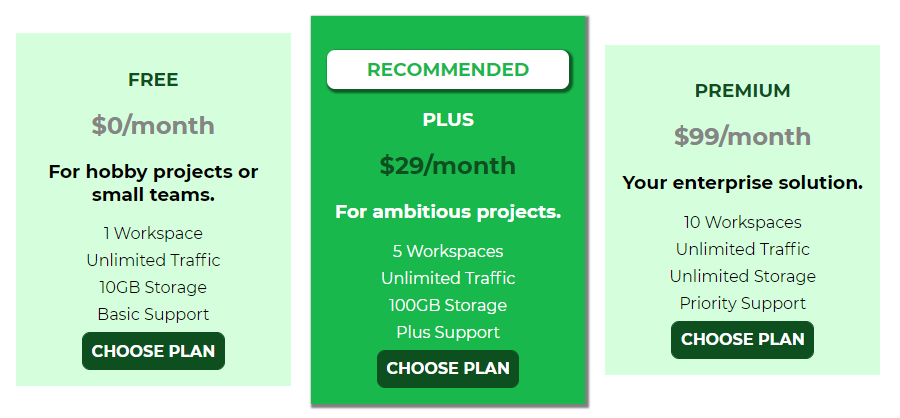 FREE
$0/month
For hobby projects or
small teams.
1 Workspace
Unlimited Traffic
10GB Storage
Basic Support
CHOOSE PLAN
RECOMMENDED
PLUS
$29/month
For ambitious projects.
5 Workspaces
Unlimited Traffic
100GB Storage
Plus Support
CHOOSE PLAN
PREMIUM
$99/month
Your enterprise solution.
10 Workspaces
Unlimited Traffic
Unlimited Storage
Priority Support
CHOOSE PLAN